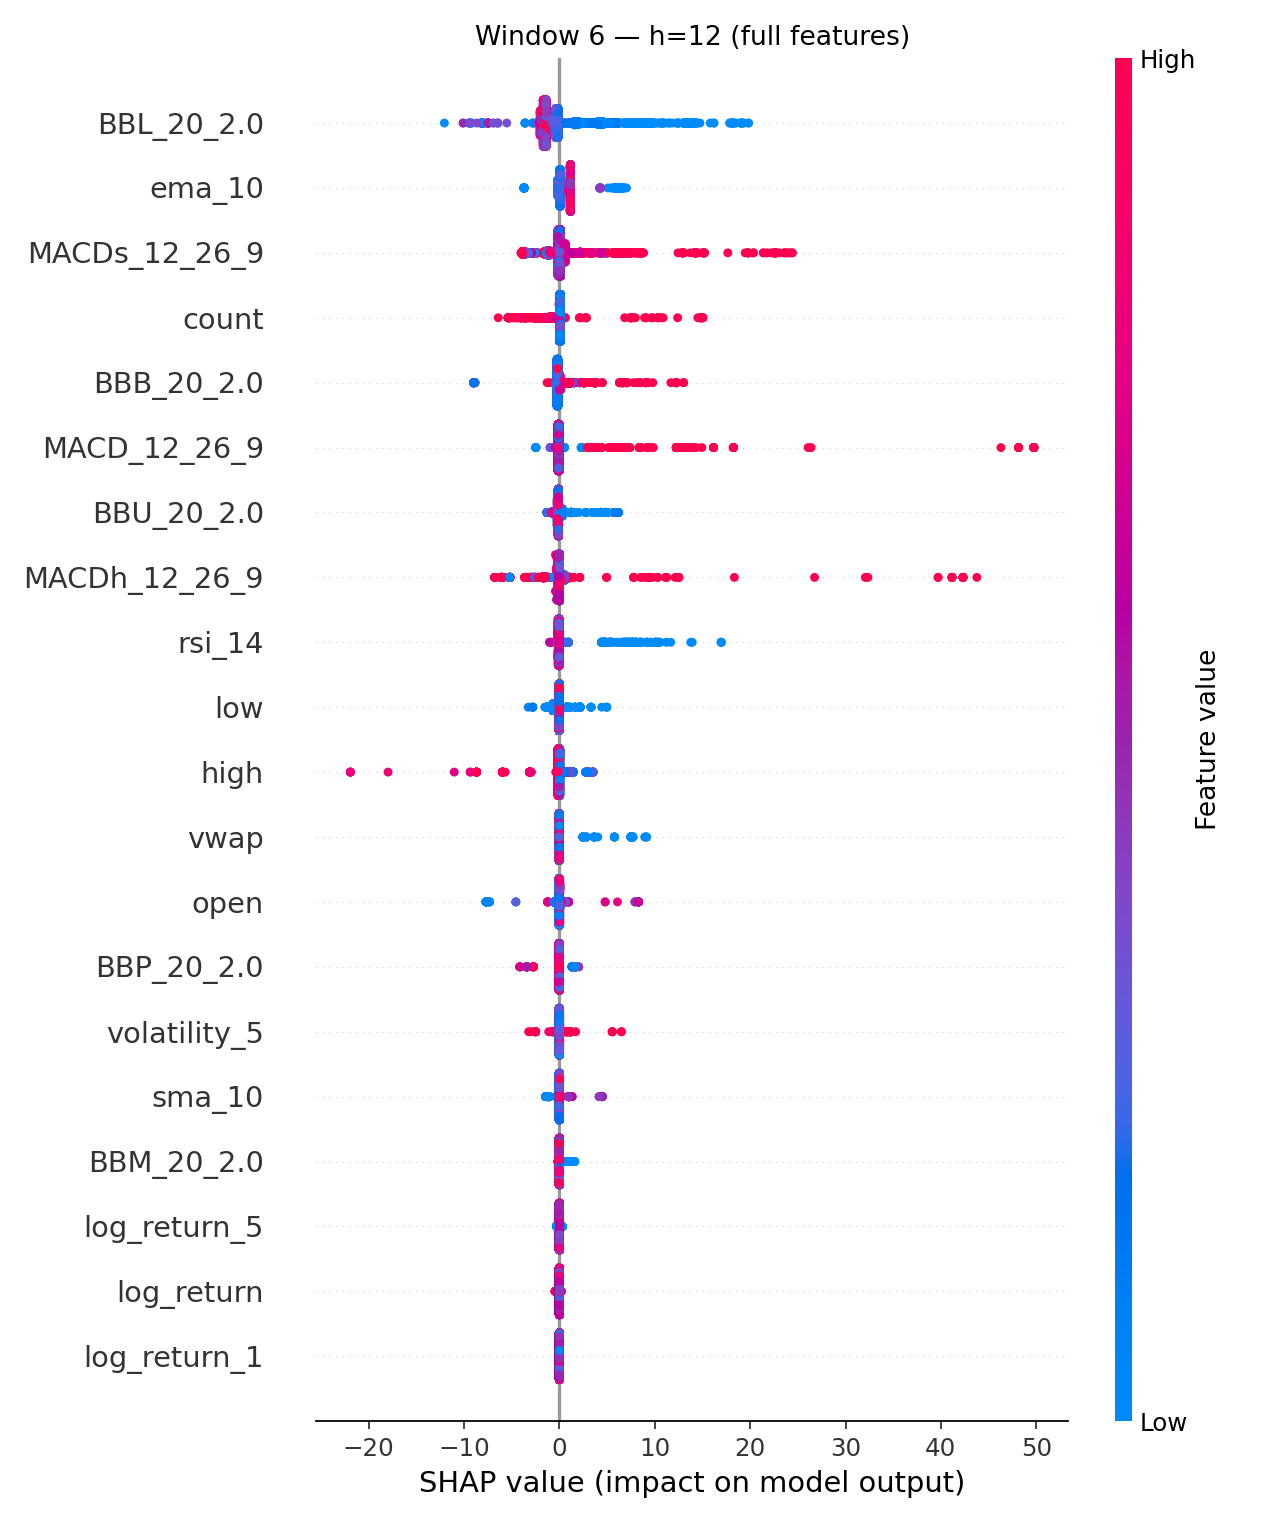 Window 6 — h=12 (full features)
High
BBL_20_2.0
ema_10
MACDs_12_26_9
count
BBB_20_2.0
MACD_12_26_9
BBU_20_2.0
MACDh_12_26_9
rsi_14
low
high
vwap
open
BBP_20_2.0
volatility_5
sma_10
BBM_20_2.0
log_return_5
log_return
log_return_1
Feature value
Low
−20 −10 0 10 20 30 40 50
SHAP value (impact on model output)